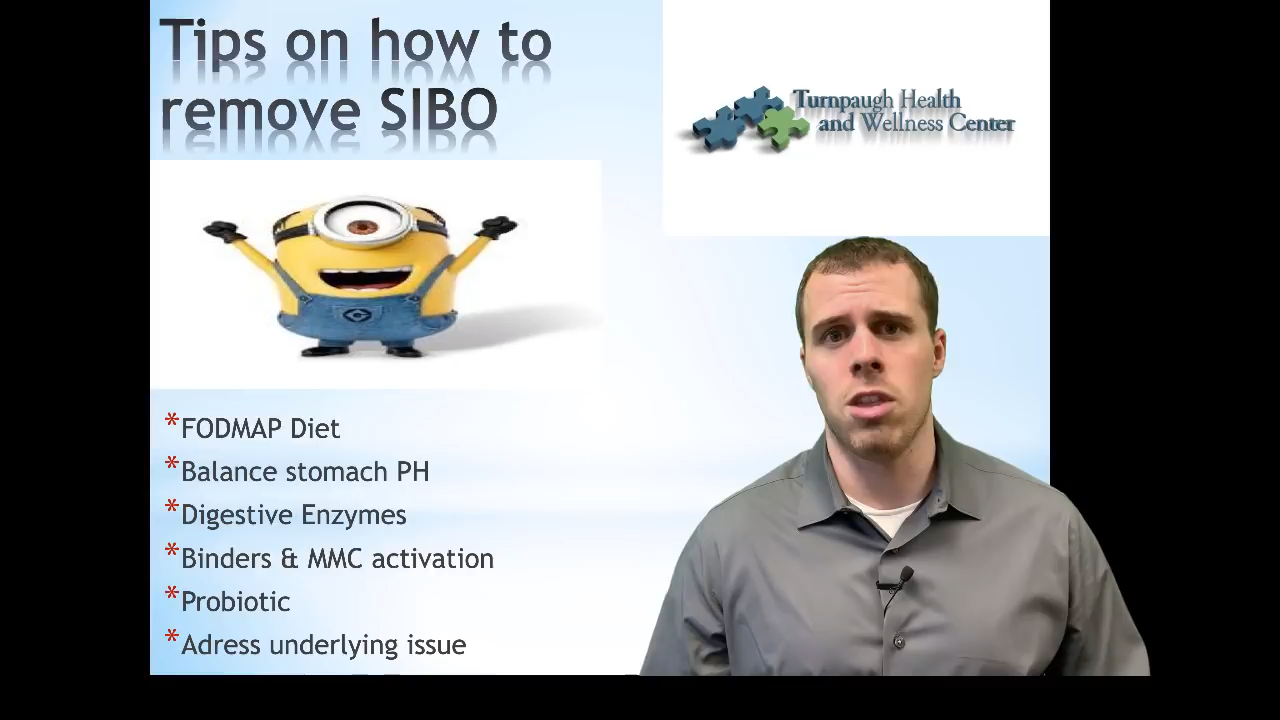 Tips on how to
remove SIBO
Turnpaugh Health
and Wellness Center
*FODMAP Diet
*Balance stomach PH
*Digestive Enzymes
*Binders & MMC activation
*Probiotic
*Adress underlying issue